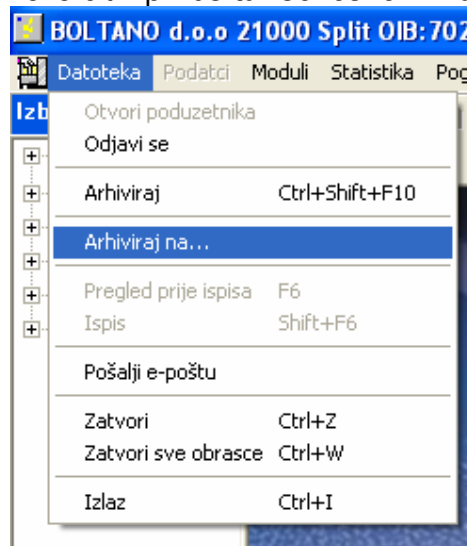 BOLTANO d.o.o 21000 Split OIB:702
Datoteka Podatci Moduli Statistika Pog
Izb
Otvori poduzetnika
Odjavi se
Arhiviraj Ctrl+Shift+F10
Arhiviraj na...
Pregled prije ispisa F6
Ispis Shift+F6
Pošalji e-poštu
Zatvori Ctrl+Z
Zatvori sve obrasce Ctrl+W
Izlaz Ctrl+I